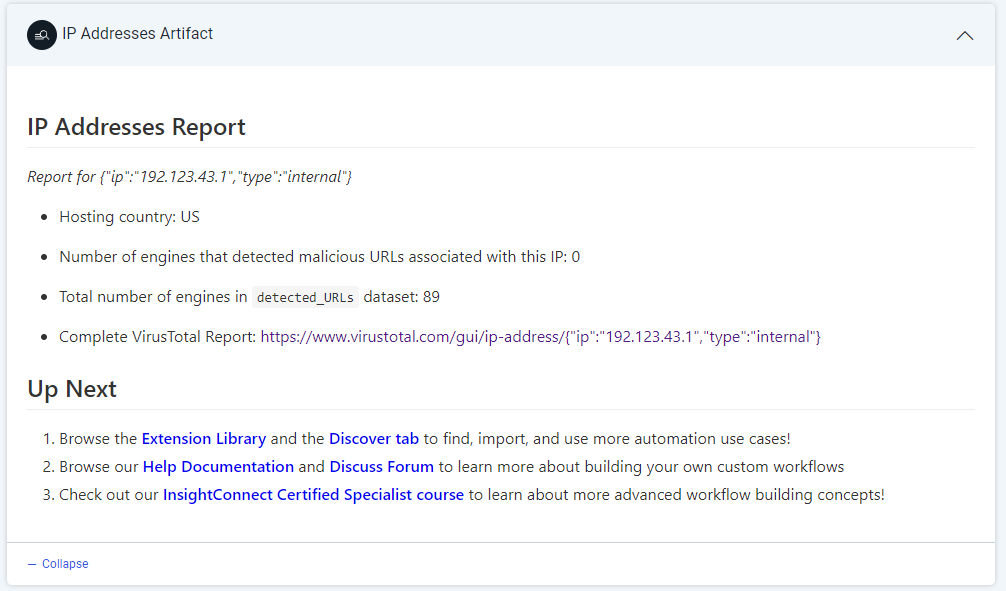 IP Addresses Artifact
IP Addresses Report
Report for {"ip":"192.123.43.1","type":"internal"}
• Hosting country: US
• Number of engines that detected malicious URLs associated with this IP: 0
• Total number of engines in detected_URLs dataset: 89
• Complete VirusTotal Report: https://www.virustotal.com/gui/ip-address/{"ip":"192.123.43.1","type":"internal"}
Up Next
1. Browse the Extension Library and the Discover tab to find, import, and use more automation use cases!
2. Browse our Help Documentation and Discuss Forum to learn more about building your own custom workflows
3. Check out our InsightConnect Certified Specialist course to learn about more advanced workflow building concepts!
— Collapse